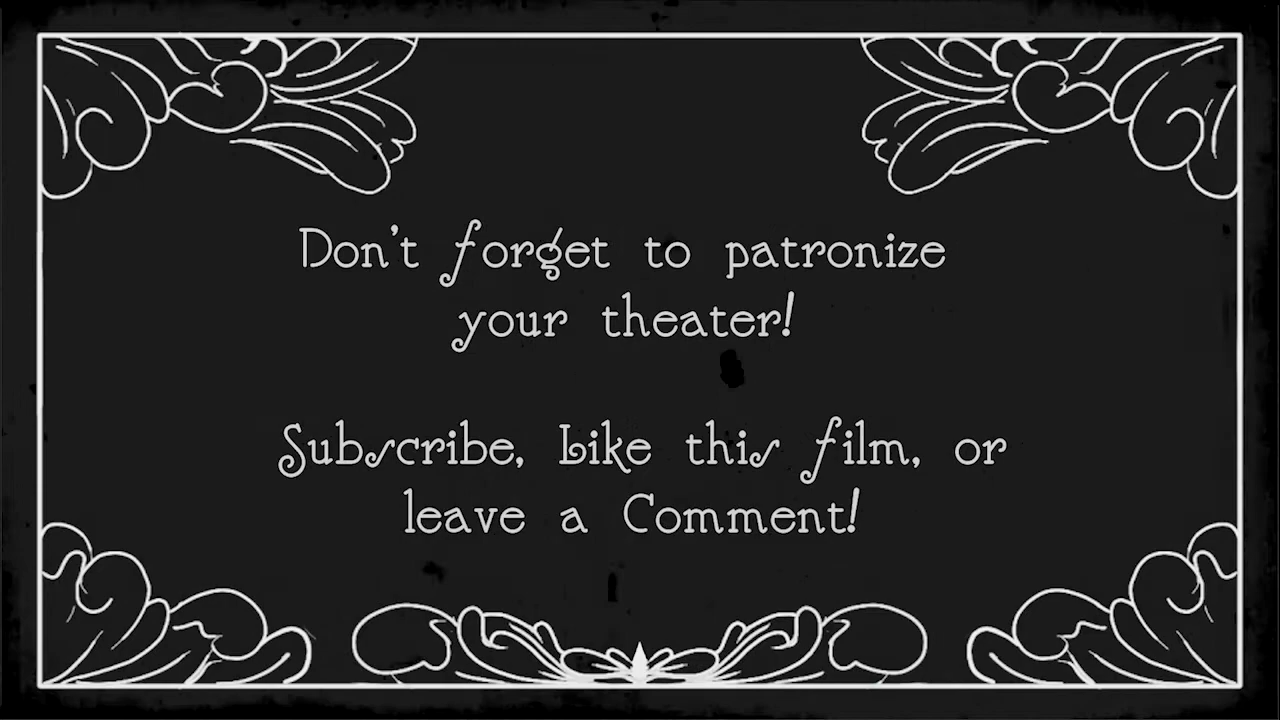 Don't forget to patronize
your theater!
Subscribe, Like this film, or
leave a Comment!